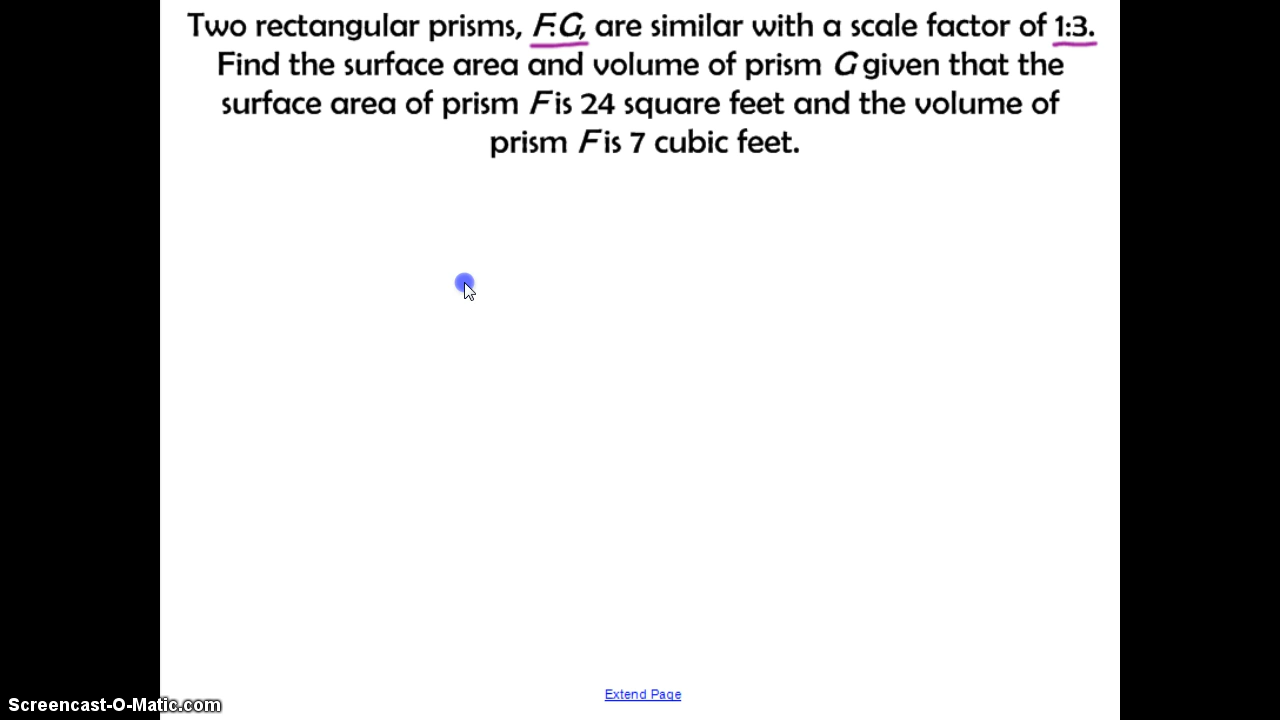 Two rectangular prisms, F:G, are similar with a scale factor of 1:3.
Find the surface area and volume of prism G given that the
surface area of prism F is 24 square feet and the volume of
prism F is 7 cubic feet.
Extend Page
Screencast-O-Matic.com